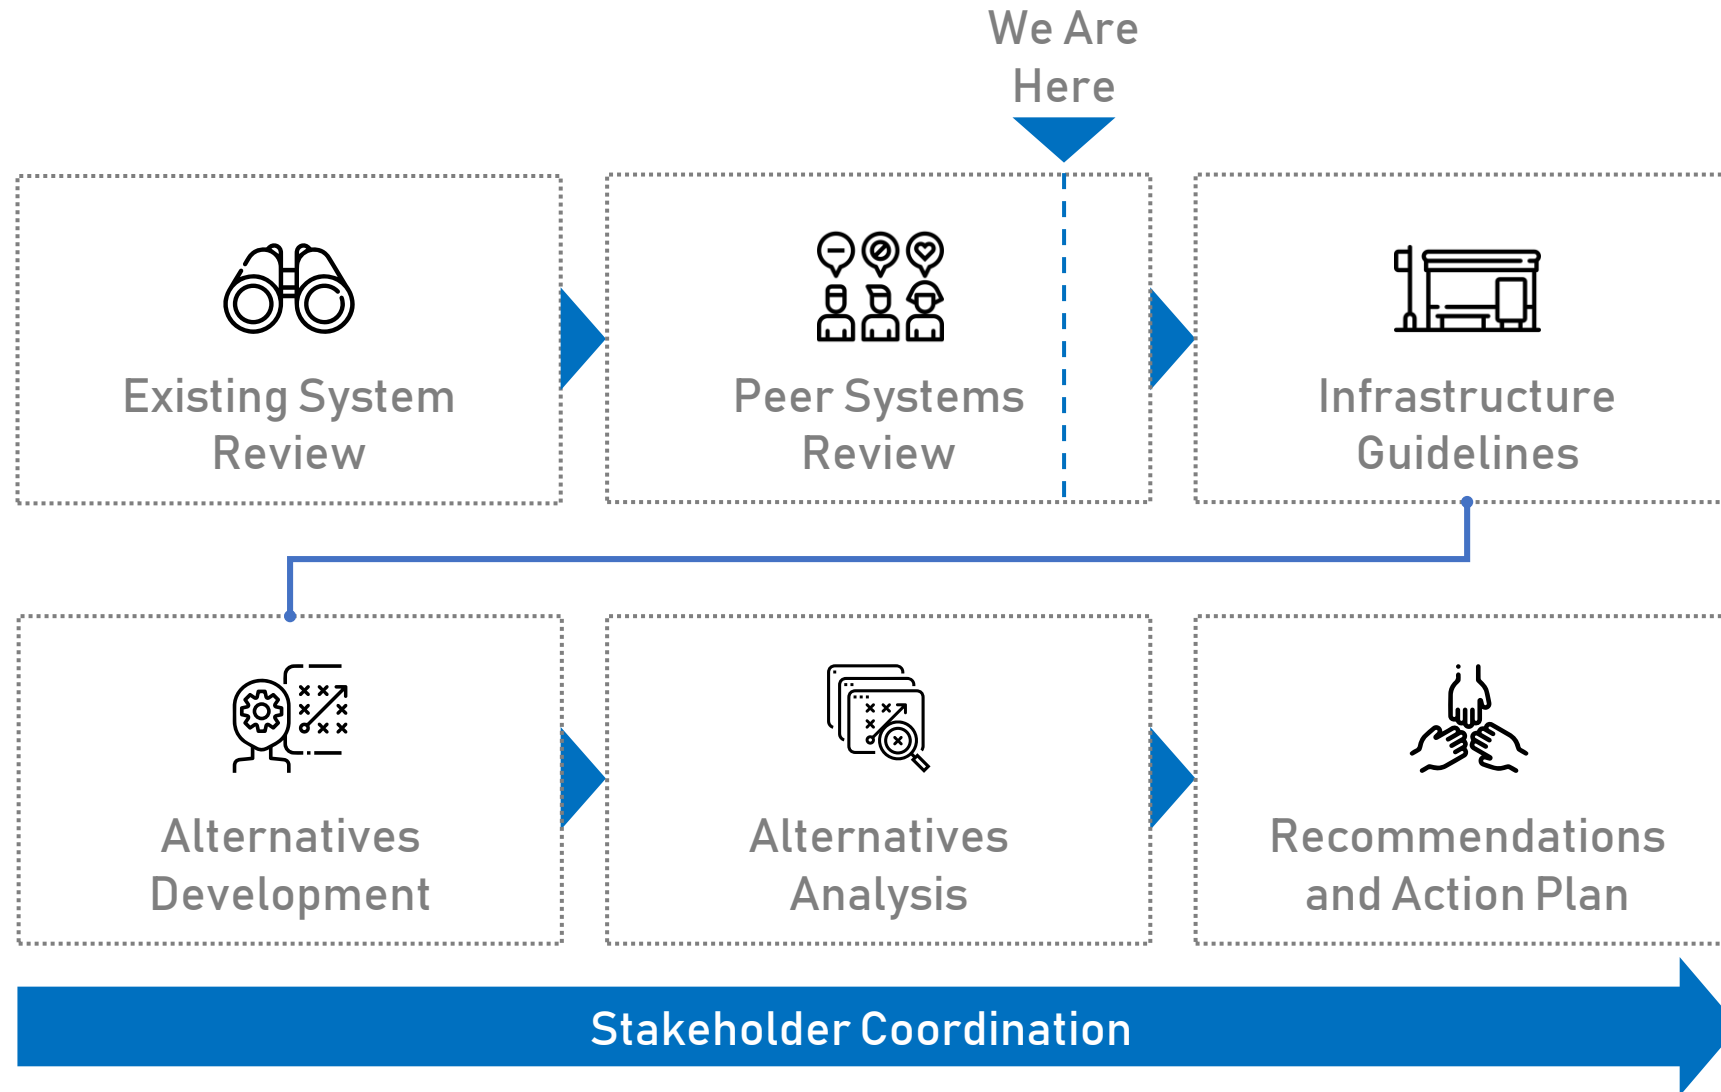 We Are
Here
Existing System
Review
Peer Systems
Review
Infrastructure
Guidelines
Alternatives
Development
Alternatives
Analysis
Recommendations
and Action Plan
Stakeholder Coordination